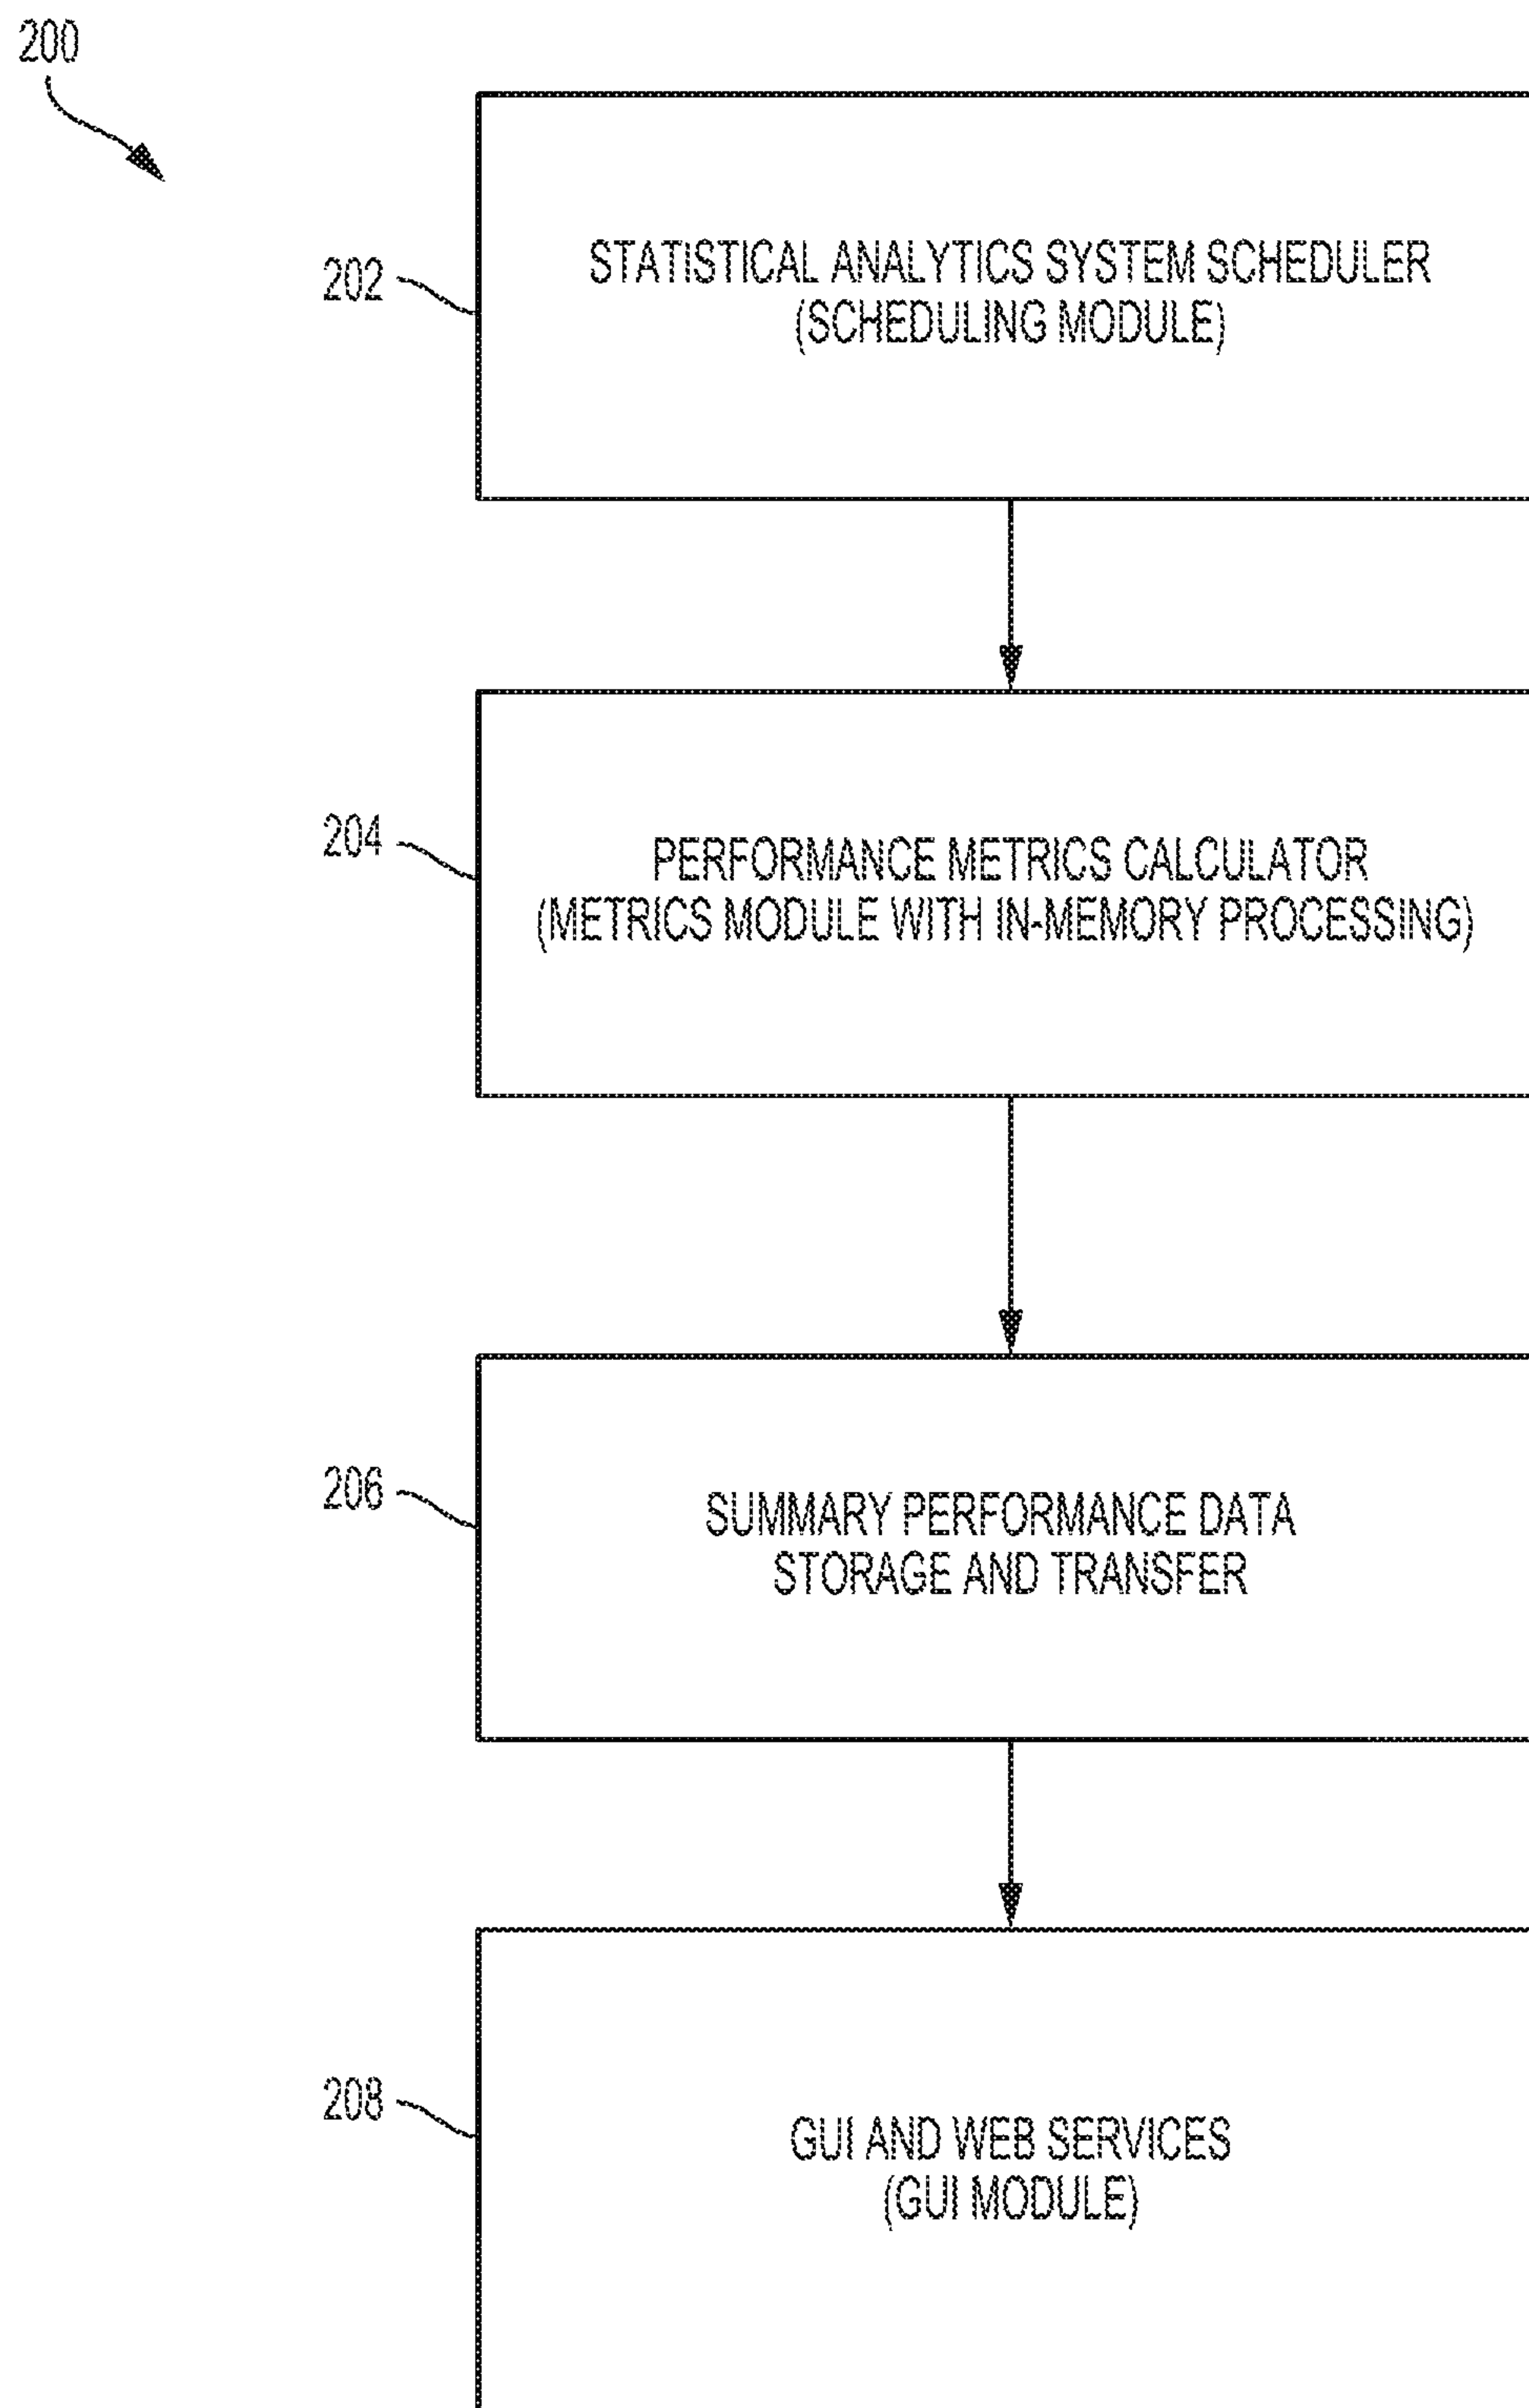 200
202
STATISTICAL ANALYTICS SYSTEM SCHEDULER
(SCHEDULING MODULE)
204
PERFORMANCE METRICS CALCULATOR
(METRICS MODULE WITH IN-MEMORY PROCESSING)
206
SUMMARY PERFORMANCE DATA
STORAGE AND TRANSFER
208
GUI AND WEB SERVICES
(GUI MODULE)